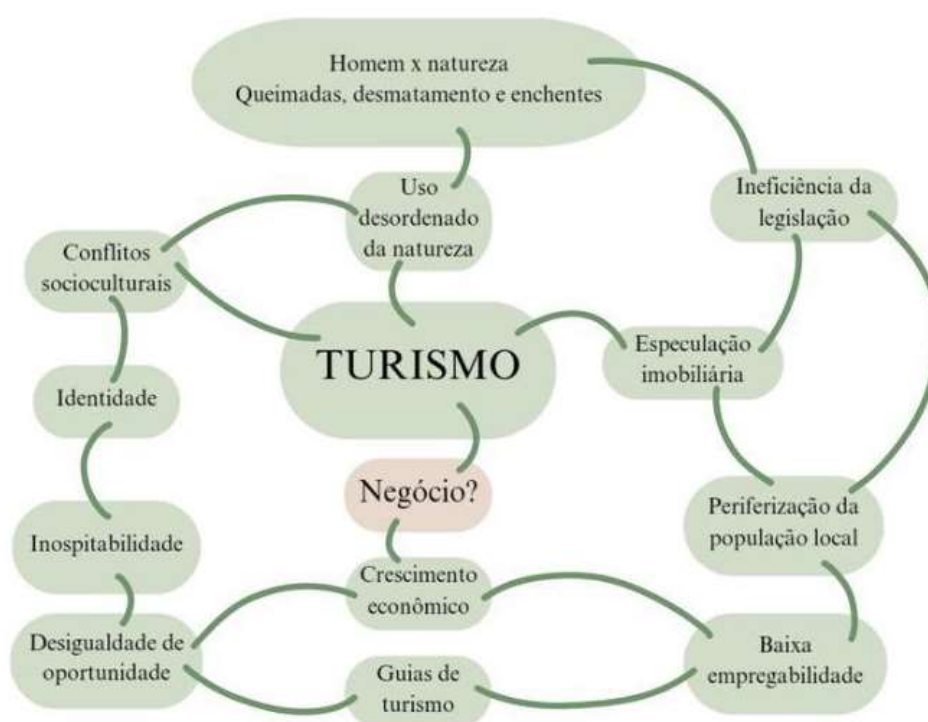 Homem x natureza
Queimadas, desmatamento e enchentes
Uso
desordenado
da natureza
Ineficiência da
legislação
Conflitos
socioculturais
TURISMO
Especulação
imobiliária
Identidade
Negócio?
Periferização da
população local
Inospitabilidade
Crescimento
econômico
Desigualdade de
oportunidade
Guias de
turismo
Baixa
empregabilidade